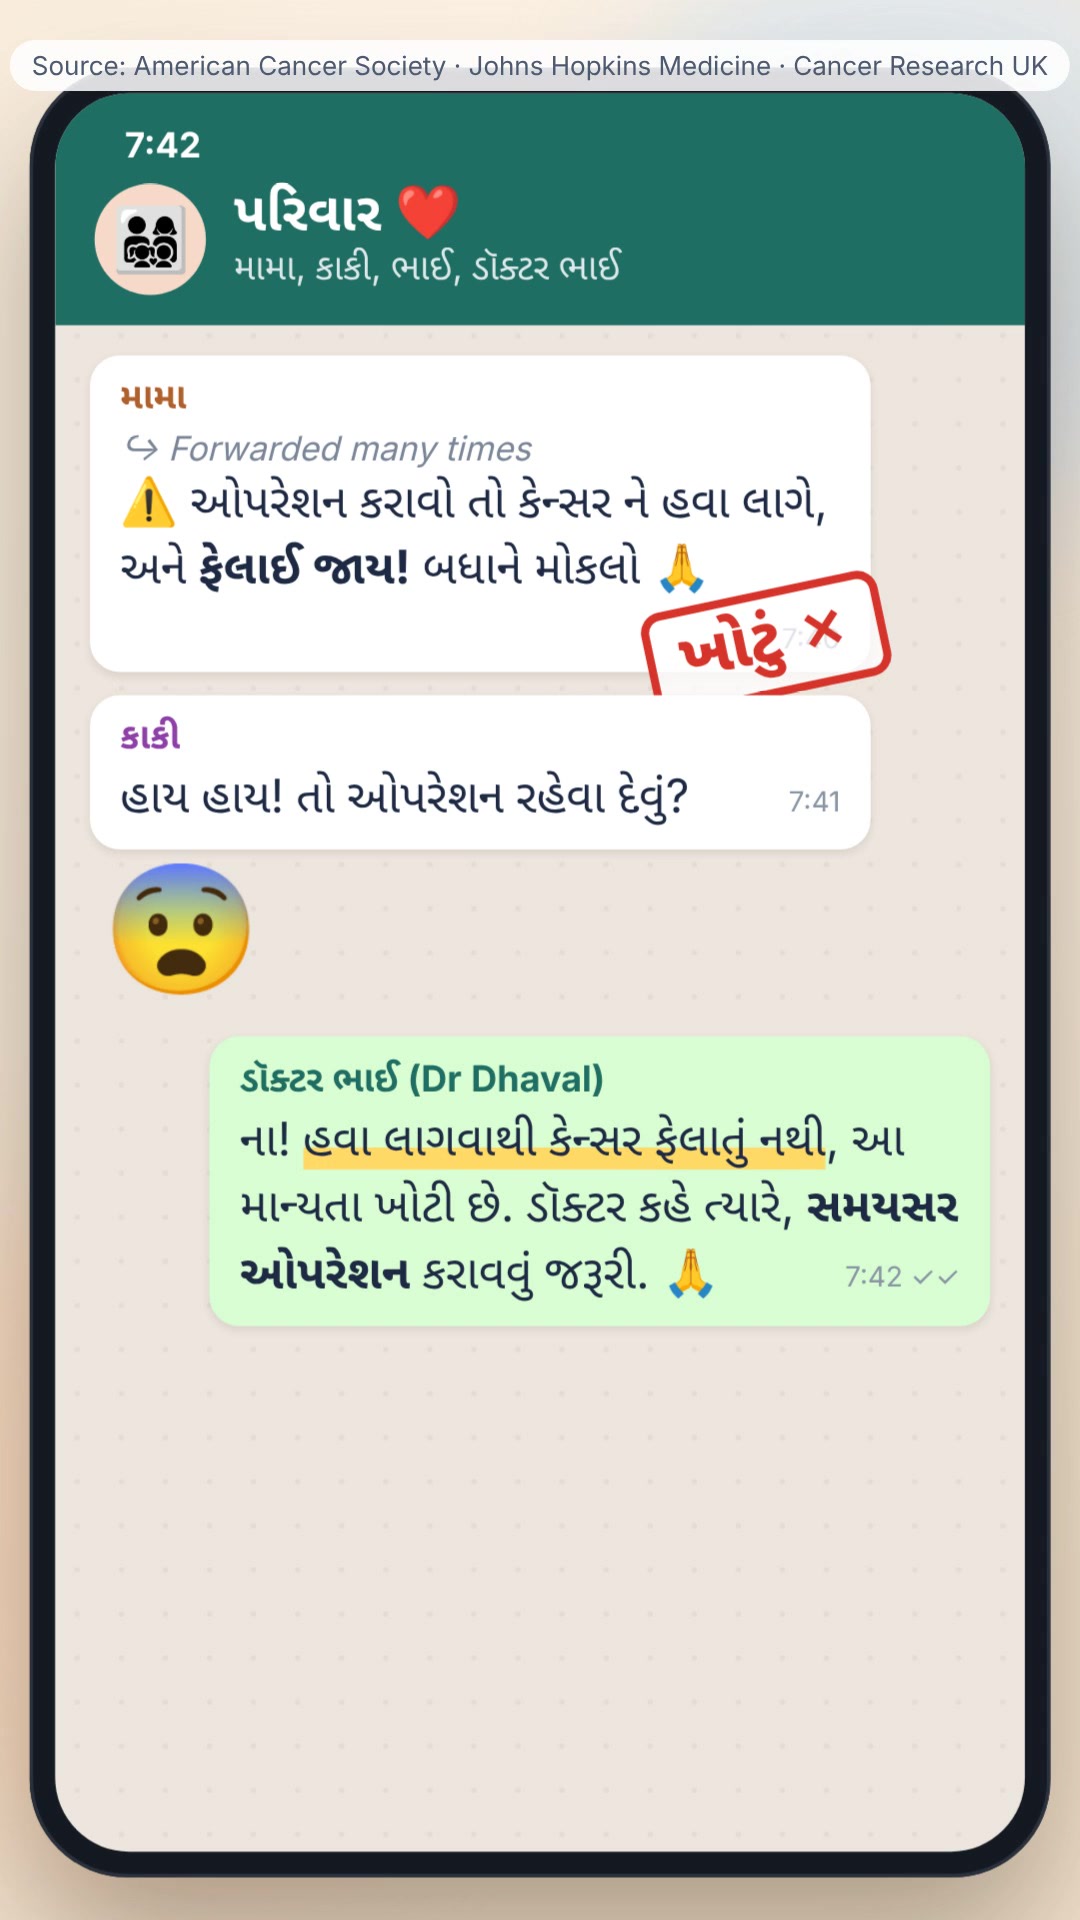 Source: American Cancer Society · Johns Hopkins Medicine · Cancer Research UK
7:42
પરિવાર ❤️
મામા, કાકી, ભાઈ, ડૉક્ટર ભાઈ
મામા
↪ Forwarded many times
⚠️ ઓપરેશન કરાવો તો કેન્સર ને હવા લાગે,
અને ફેલાઈ જાય! બધાને મોકલો 🙏
ખોટું ✕
કાકી
હાય હાય! તો ઓપરેશન રહેવા દેવું?
7:41
ડૉક્ટર ભાઈ (Dr Dhaval)
ના! હવા લાગવાથી કેન્સર ફેલાતું નથી, આ
માન્યતા ખોટી છે. ડૉક્ટર કહે ત્યારે, સમયસર
ઓપરેશન કરાવવું જરૂરી. 🙏
7:42 ✓✓